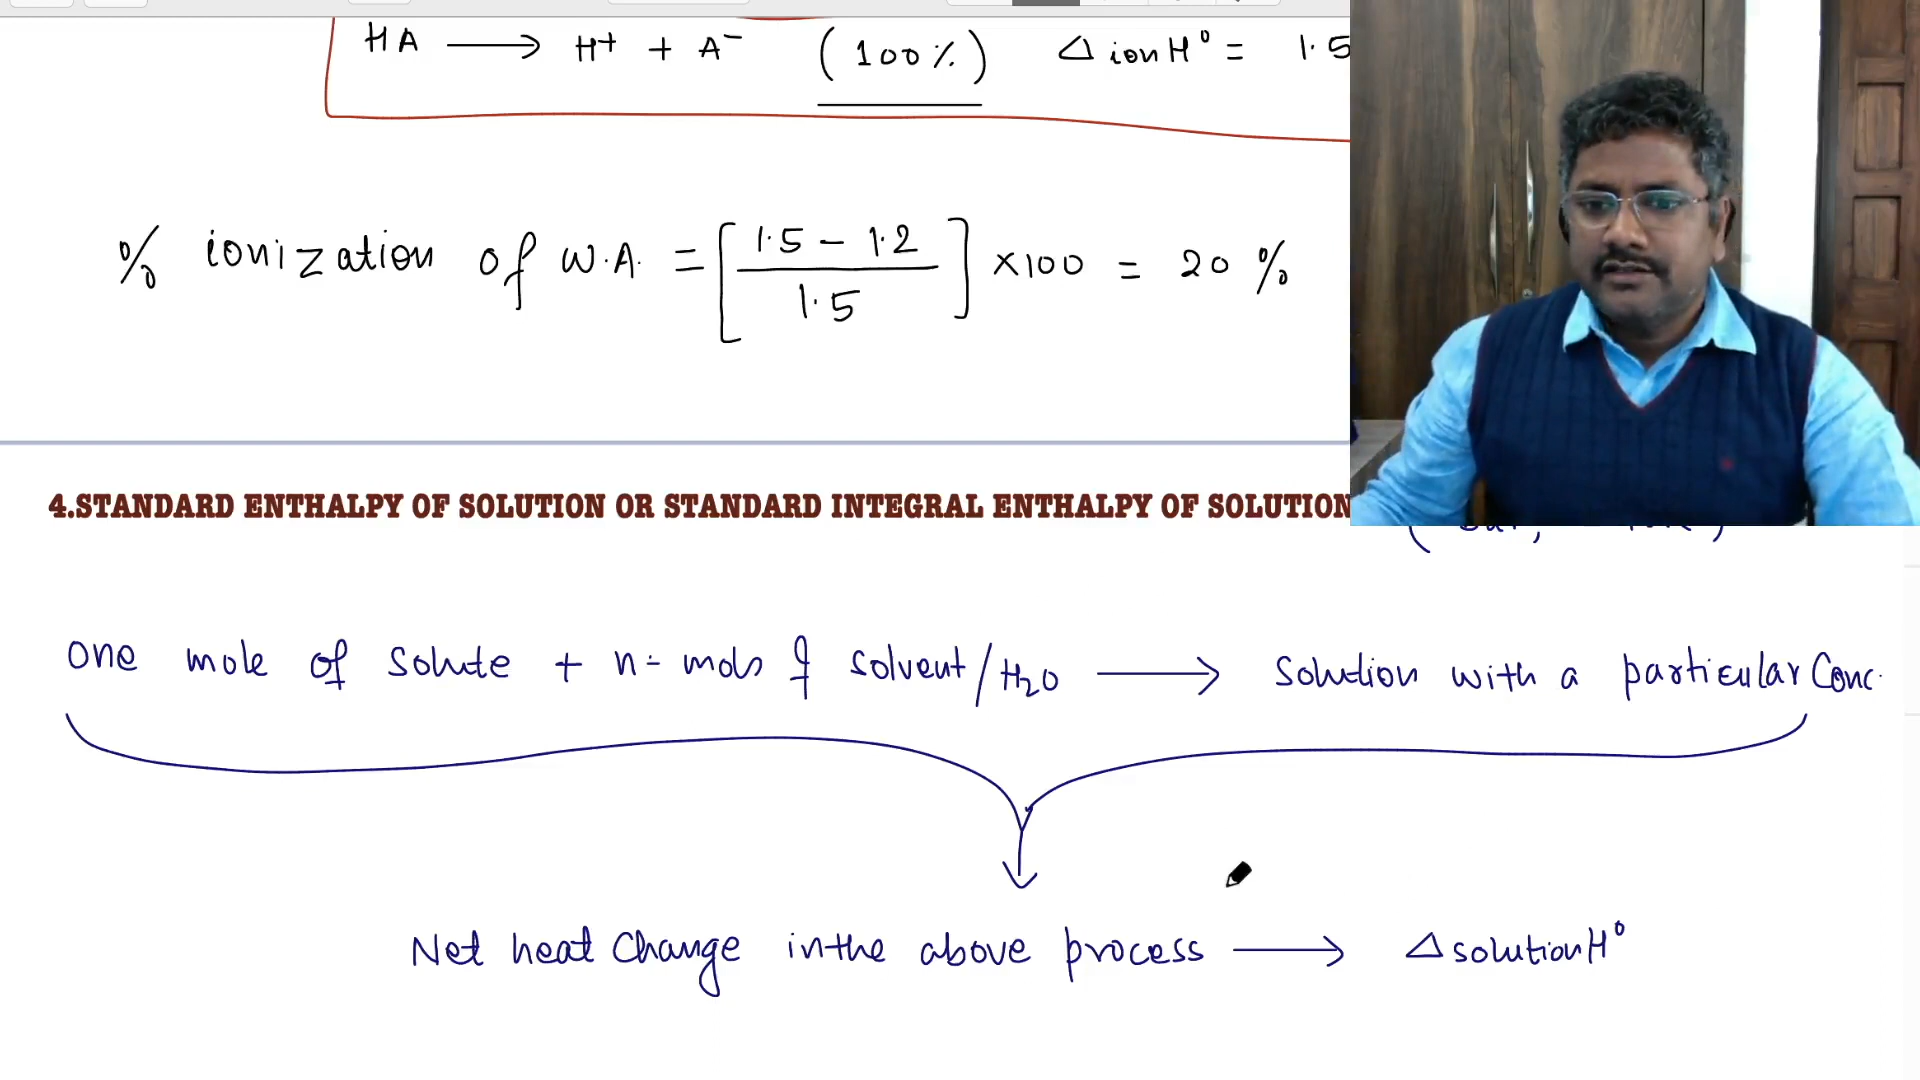 HA ⟶ H⁺ + A⁻ (100%) Δ ion H° = 1.5
% ionization of W.A. = [1.5 - 1.2 / 1.5] ×100 = 20 %
4.STANDARD ENTHALPY OF SOLUTION OR STANDARD INTEGRAL ENTHALPY OF SOLUTION
one mole of solute + n- mols of solvent/H₂O ⟶ solution with a particular Conc.
Net heat Change in the above process ⟶ Δ solution H°